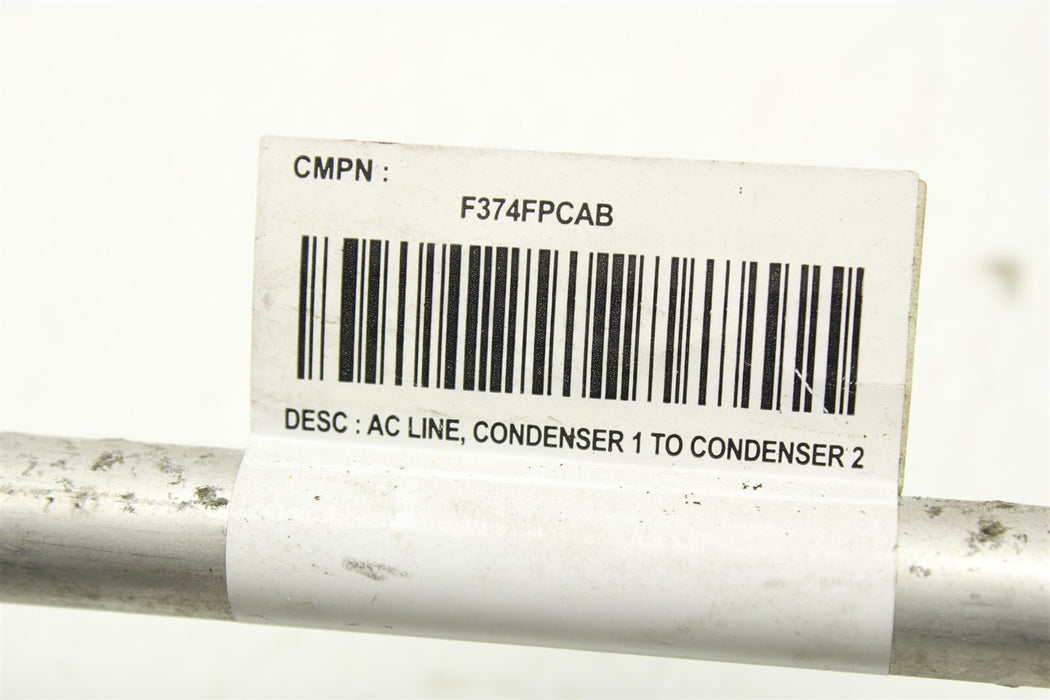 CMPN :
F374FPCAB
DESC : AC LINE, CONDENSER 1 TO CONDENSER 2